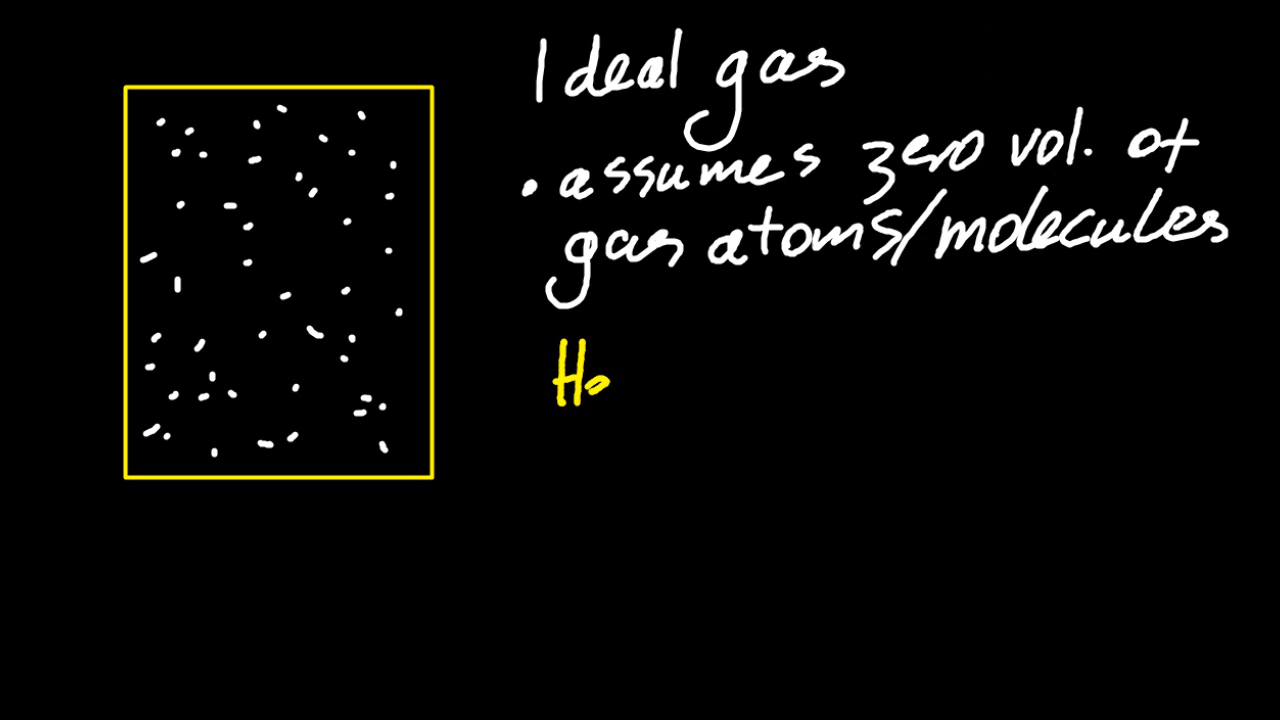 Ideal gas
• assumes zero vol. of
gas atoms/molecules